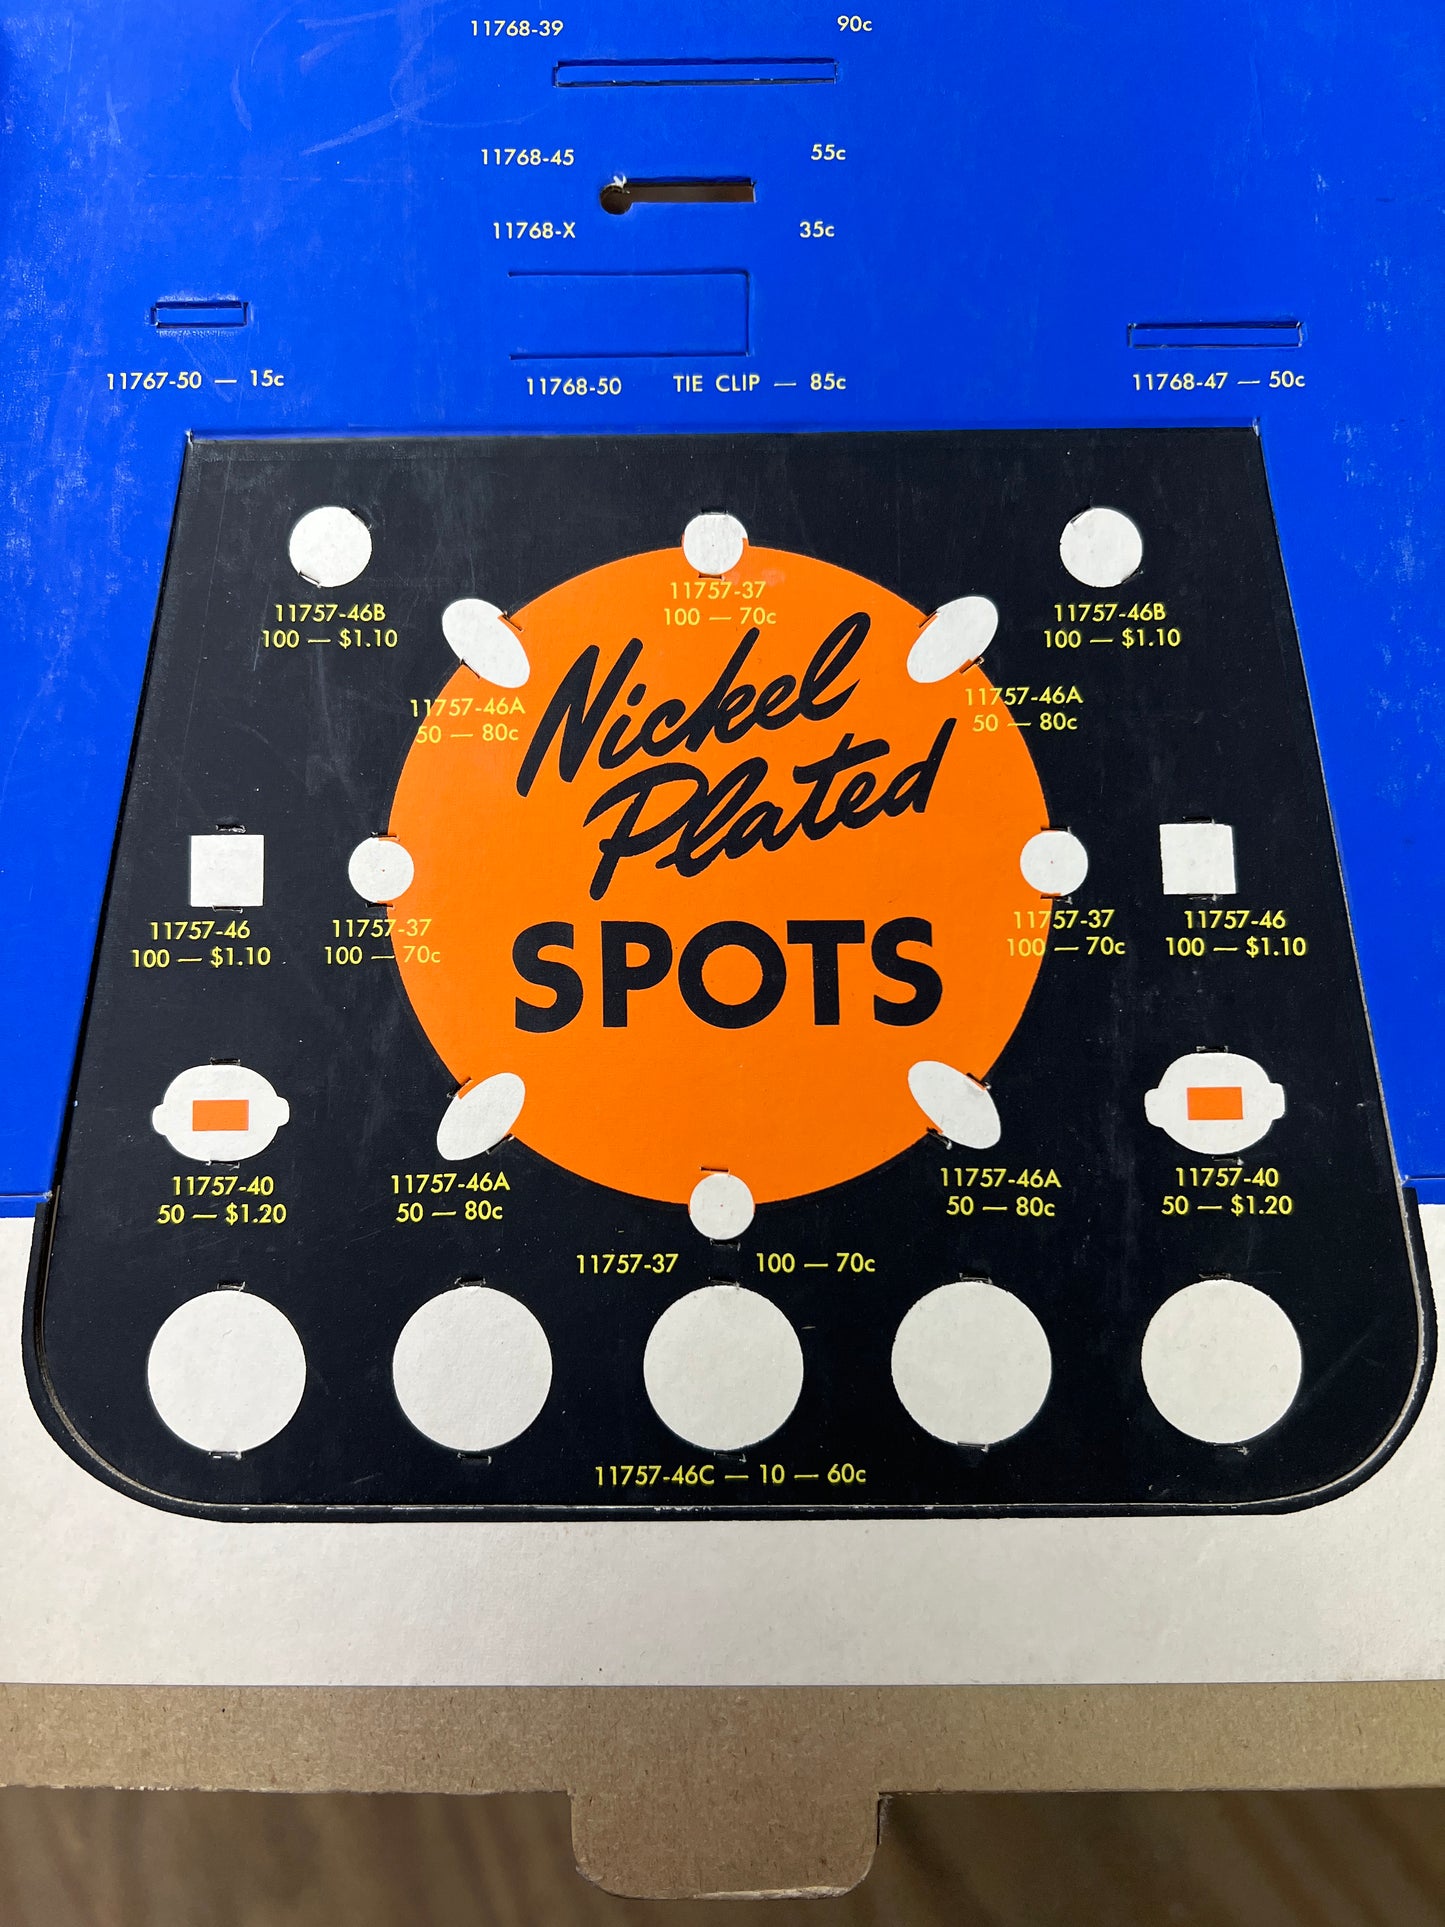 11768-39 90c
11768-45 55c
11768-X 35c
11767-50 — 15c
11768-50 TIE CLIP — 85c
11768-47 — 50c
11757-46B
100 — $1.10
11757-37
100 — 70c
11757-46B
100 — $1.10
11757-46A
50 — 80c
11757-46A
50 — 80c
Nickel
Plated
SPOTS
11757-46
100 — $1.10
11757-37
100 — 70c
11757-37
100 — 70c
11757-46
100 — $1.10
11757-40
50 — $1.20
11757-46A
50 — 80c
11757-46A
50 — 80c
11757-40
50 — $1.20
11757-37 100 — 70c
11757-46C — 10 — 60c